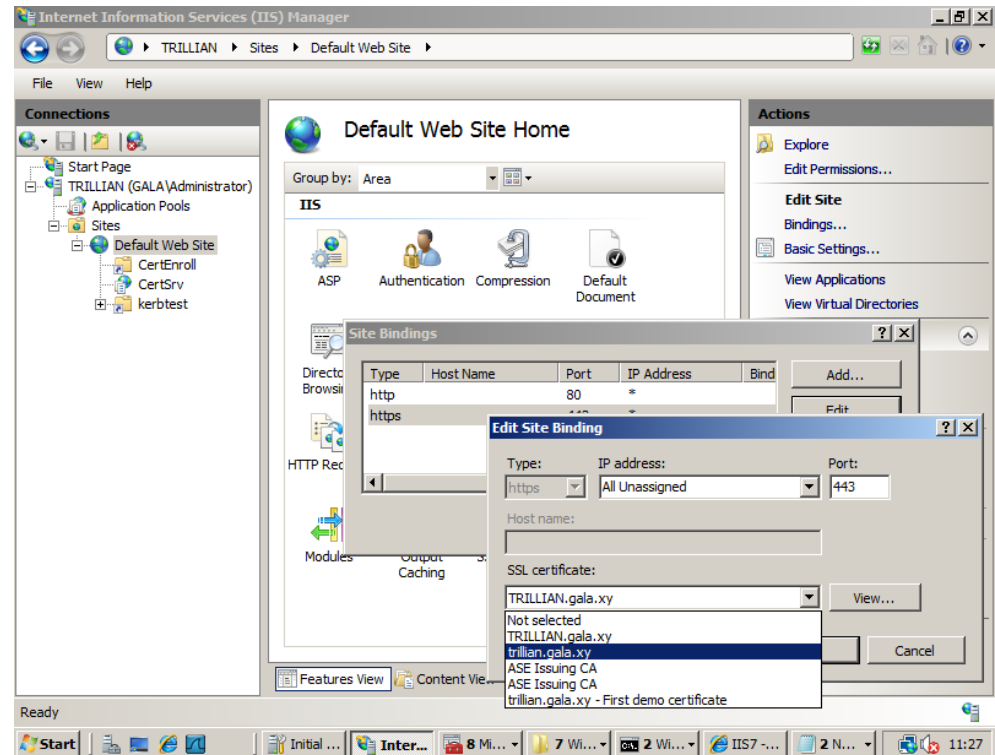 Internet Information Services (IIS) Manager
TRILLIAN Sites Default Web Site
File View Help
Connections
Start Page
TRILLIAN (GALA\Administrator)
Application Pools
Sites
Default Web Site
CertEnroll
CertSrv
kerbtest
Default Web Site Home
Group by: Area
IIS
ASP Authentication Compression Default
Document
Directo
Browsi
HTTP Rec
Modules Output
Caching
Features View Content Vie
Actions
Explore
Edit Permissions...
Edit Site
Bindings...
Basic Settings...
View Applications
View Virtual Directories
Site Bindings
Type Host Name Port IP Address Bind
http 80 *
https 443 *
Add...
Edit
Edit Site Binding
Type: IP address: Port:
https All Unassigned 443
Host name:
SSL certificate:
TRILLIAN.gala.xy View...
Not selected
TRILLIAN.gala.xy
trillian.gala.xy
ASE Issuing CA
ASE Issuing CA
trillian.gala.xy - First demo certificate
Cancel
Ready
Start Initial ... Inter... 8 Mi... 7 Wi... 2 Wi... IIS7 -... 2 N... 11:27